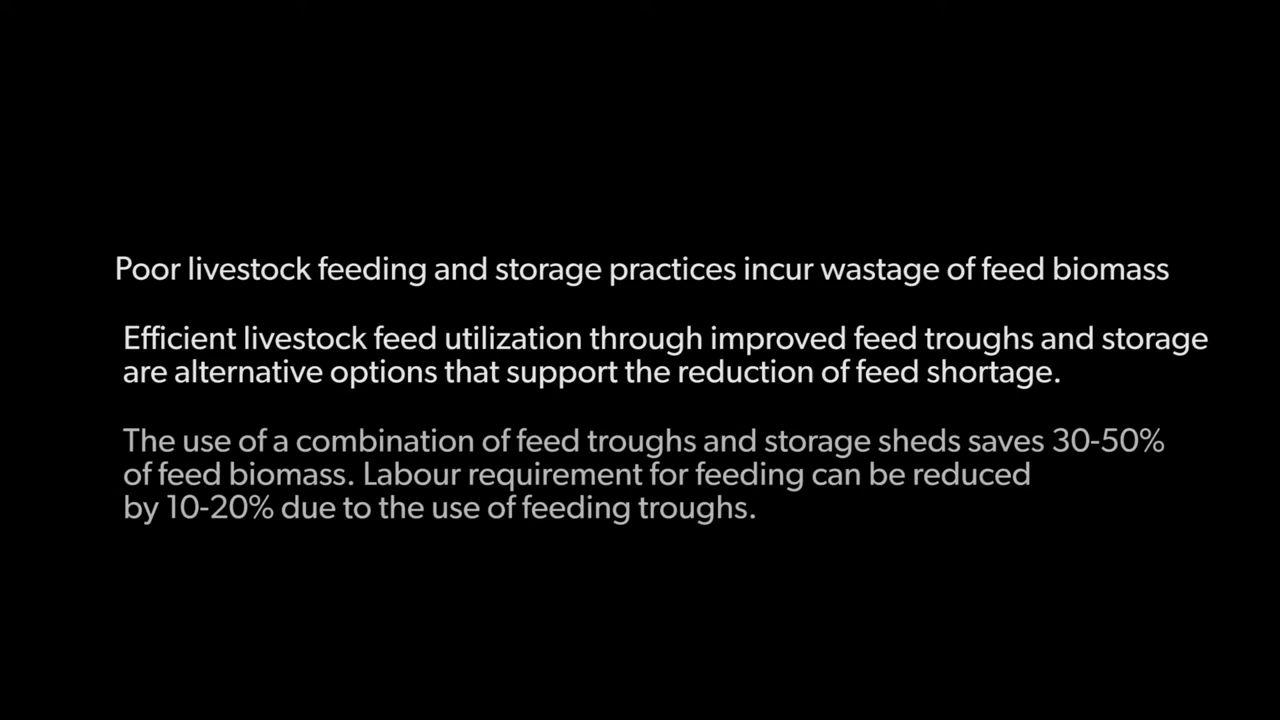 Poor livestock feeding and storage practices incur wastage of feed biomass
Efficient livestock feed utilization through improved feed troughs and storage
are alternative options that support the reduction of feed shortage.
The use of a combination of feed troughs and storage sheds saves 30-50%
of feed biomass. Labour requirement for feeding can be reduced
by 10-20% due to the use of feeding troughs.